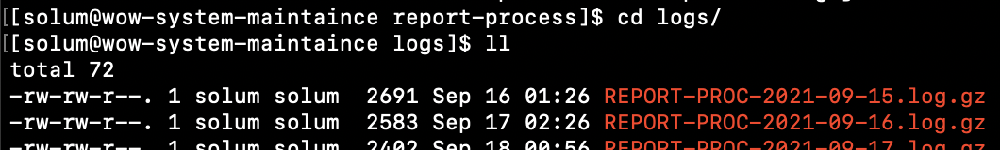 [[solum@wow-system-maintaince report-process]$ cd logs/
[[solum@wow-system-maintaince logs]$ ll
total 72
-rw-rw-r--. 1 solum solum  2691 Sep 16 01:26 REPORT-PROC-2021-09-15.log.gz
-rw-rw-r--. 1 solum solum  2583 Sep 17 02:26 REPORT-PROC-2021-09-16.log.gz
-rw-rw-r--. 1 solum solum  2402 Sep 18 00:56 REPORT-PROC-2021-09-17.log.gz